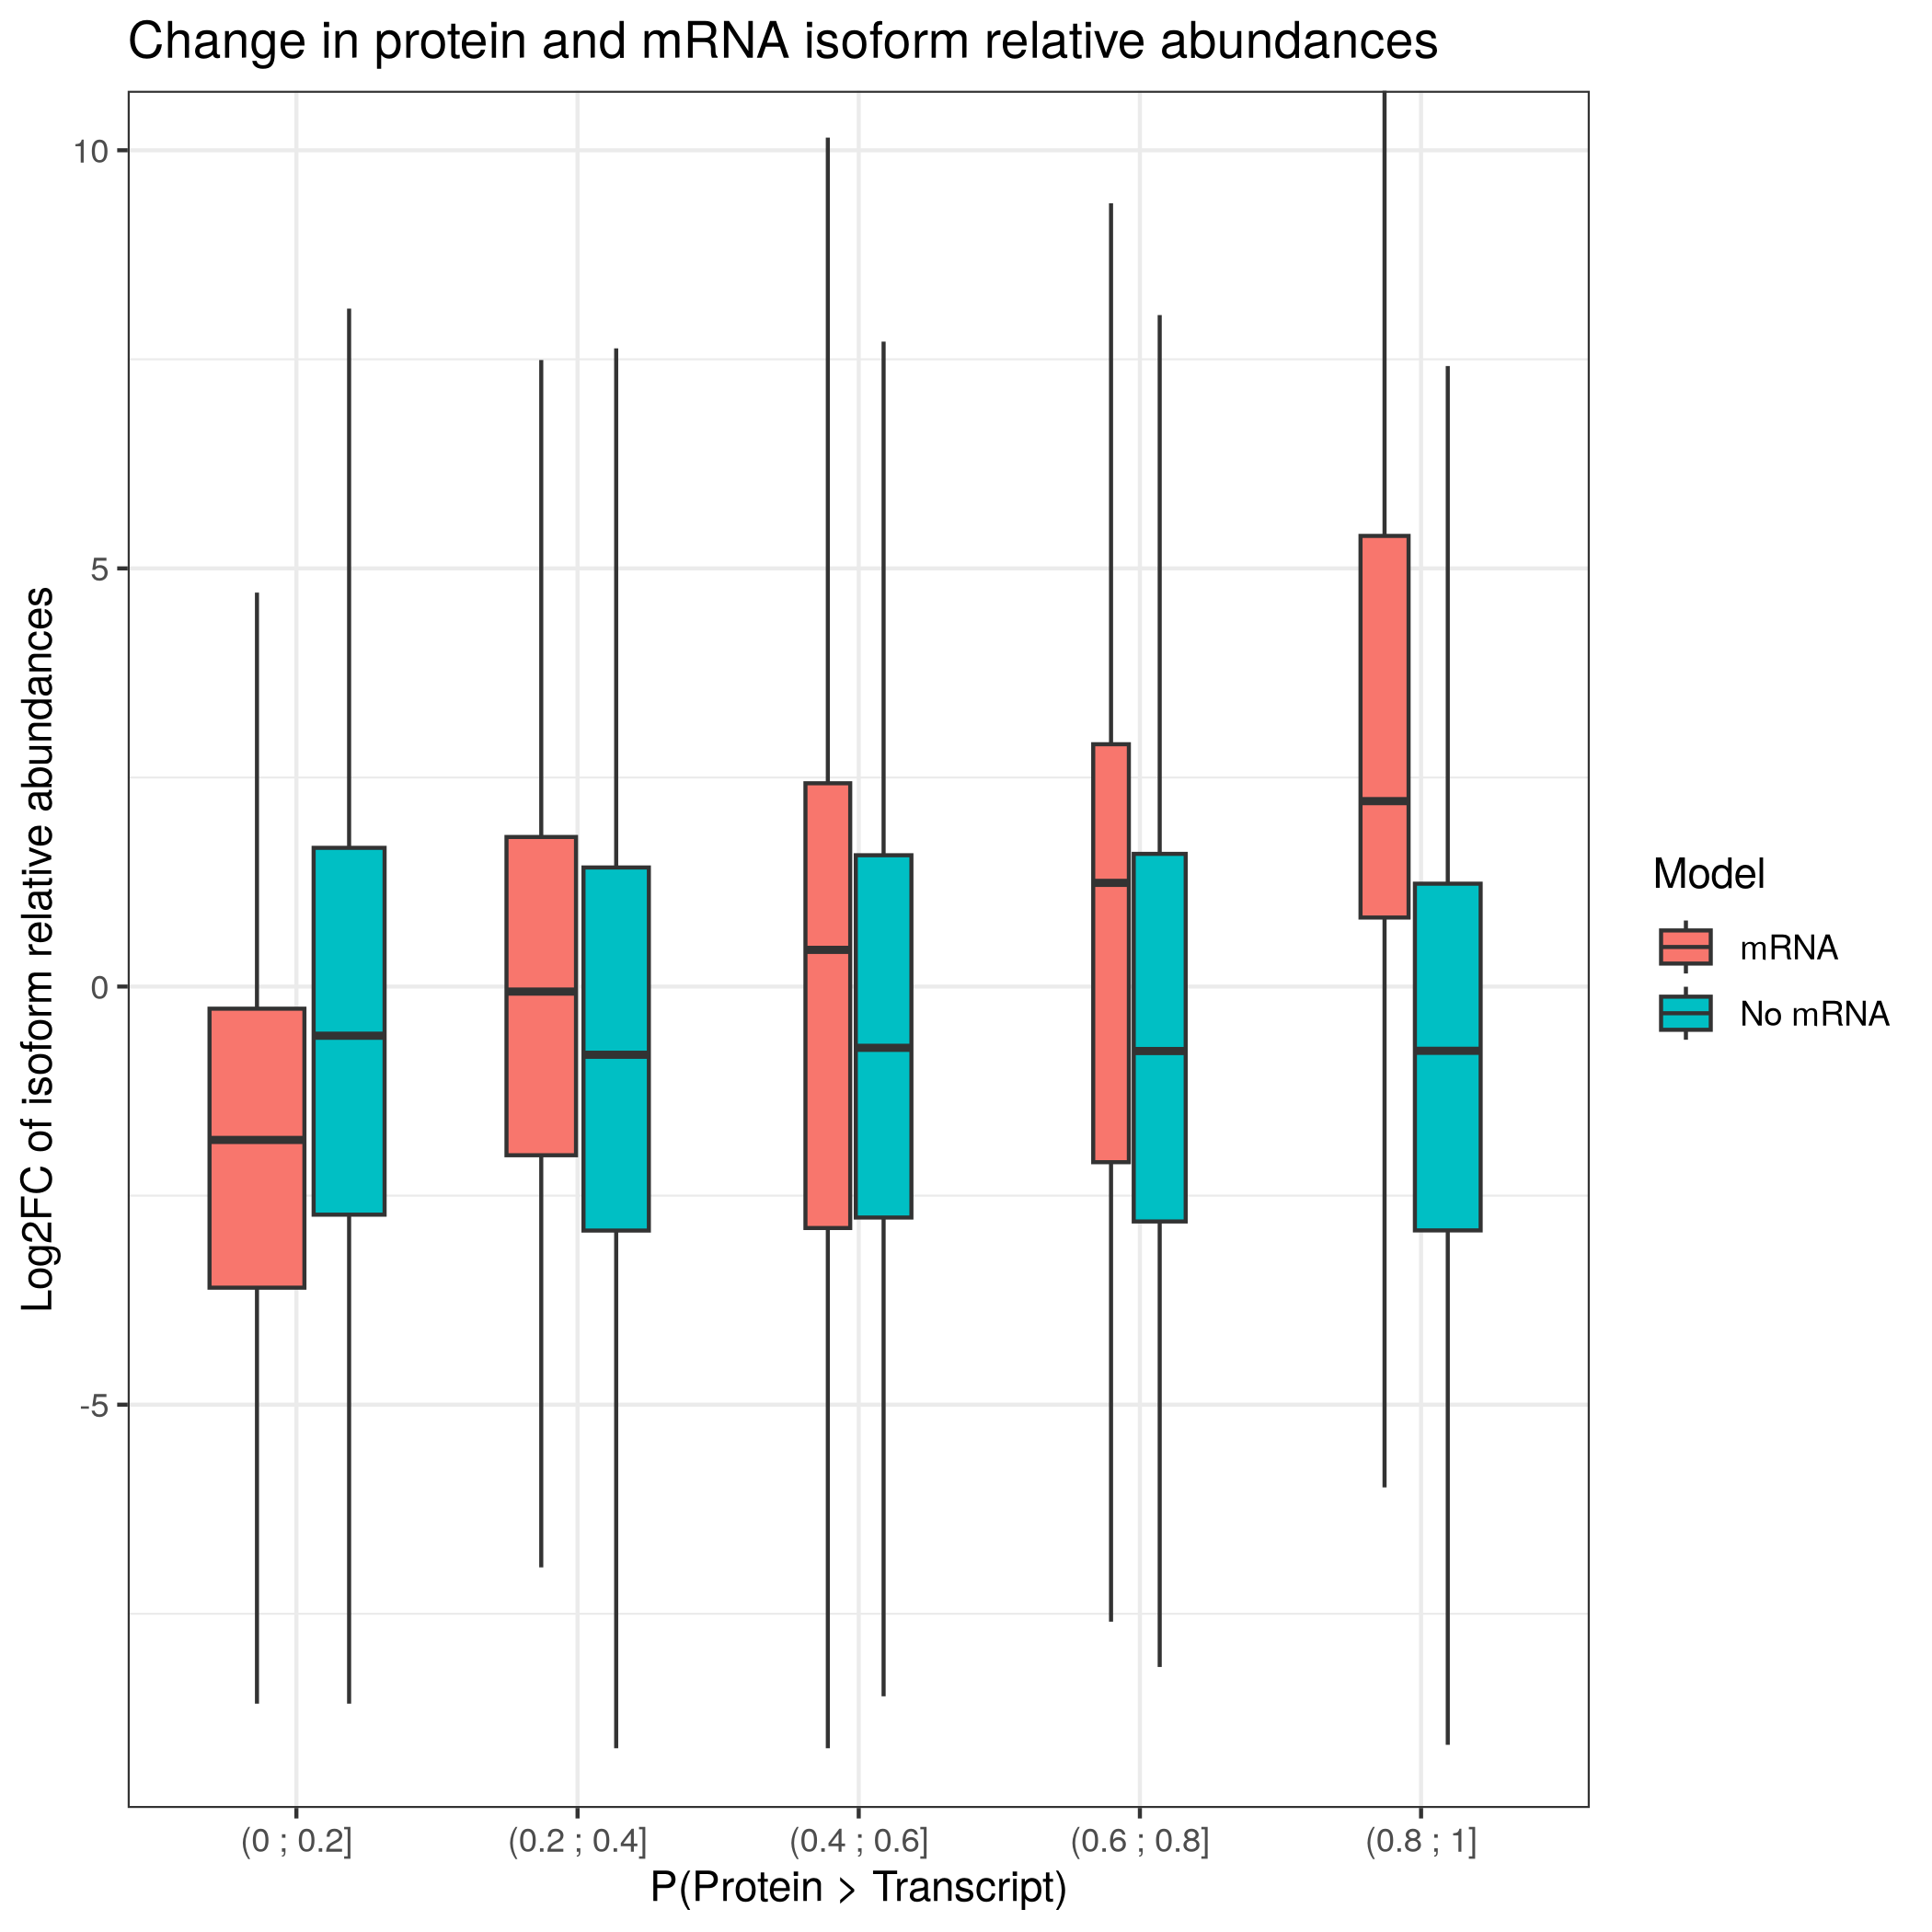 Change in protein and mRNA isoform relative abundances
Log2FC of isoform relative abundances
10
5
0
-5
(0 ; 0.2]
(0.2 ; 0.4]
(0.4 ; 0.6]
(0.6 ; 0.8]
(0.8 ; 1]
P(Protein > Transcript)
Model
mRNA
No mRNA